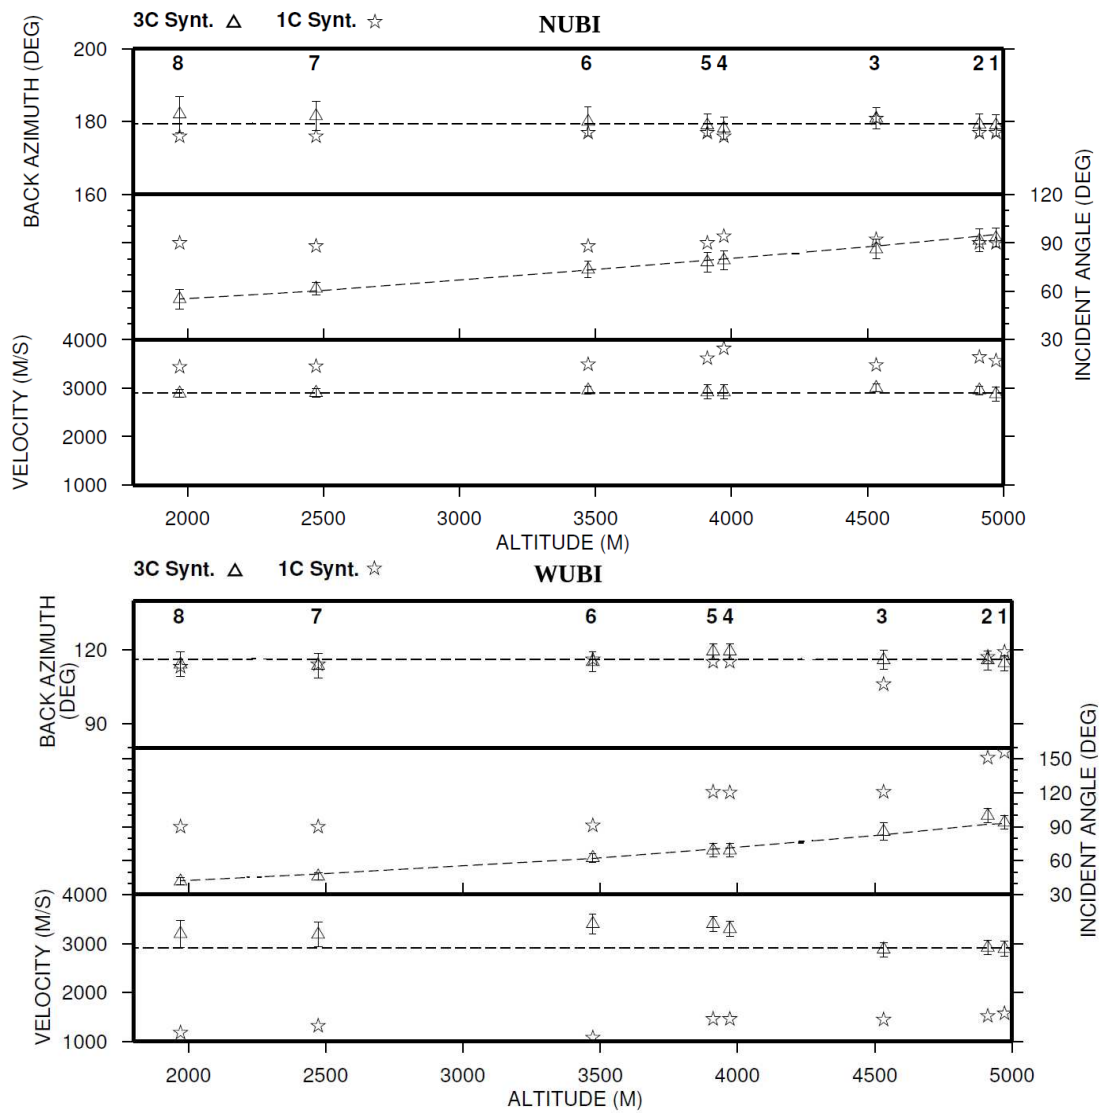 3C Synt. △ 1C Synt. ☆ NUBI
200
8 7 6 5 4 3 2 1
BACK AZIMUTH (DEG)
180
160
120
90
60
30
INCIDENT ANGLE (DEG)
4000
3000
2000
1000
VELOCITY (M/S)
2000 2500 3000 3500 4000 4500 5000
ALTITUDE (M)
3C Synt. △ 1C Synt. ☆ WUBI
8 7 6 5 4 3 2 1
BACK AZIMUTH
(DEG)
120
90
150
120
90
60
30
INCIDENT ANGLE (DEG)
4000
3000
2000
1000
VELOCITY (M/S)
2000 2500 3000 3500 4000 4500 5000
ALTITUDE (M)